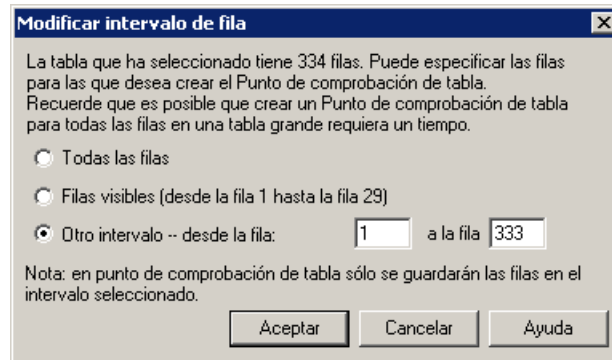 Modificar intervalo de fila
La tabla que ha seleccionado tiene 334 filas. Puede especificar las filas
para las que desea crear el Punto de comprobación de tabla.
Recuerde que es posible que crear un Punto de comprobación de tabla
para todas las filas en una tabla grande requiera un tiempo.
Todas las filas
Filas visibles (desde la fila 1 hasta la fila 29)
Otro intervalo -- desde la fila: 1 a la fila 333
Nota: en punto de comprobación de tabla sólo se guardarán las filas en el
intervalo seleccionado.
Aceptar Cancelar Ayuda